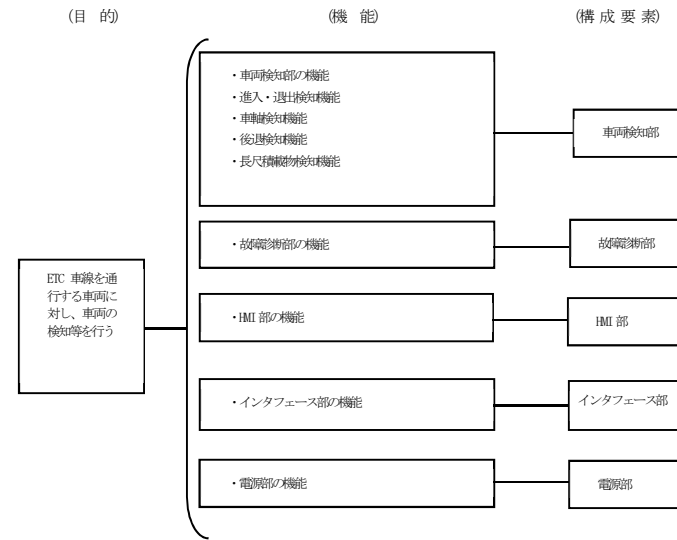 (目 的)
(機 能)
(構 成 要 素)
・車両検知部の機能
・進入・退出検知機能
・車軸検知機能
・後退検知機能
・長尺積載物検知機能
車両検知部
・故障診断部の機能
故障診断部
ETC 車線を通
行する車両に
対し、車両の
検知等を行う
・HMI 部の機能
HMI 部
・インタフェース部の機能
インタフェース部
・電源部の機能
電源部